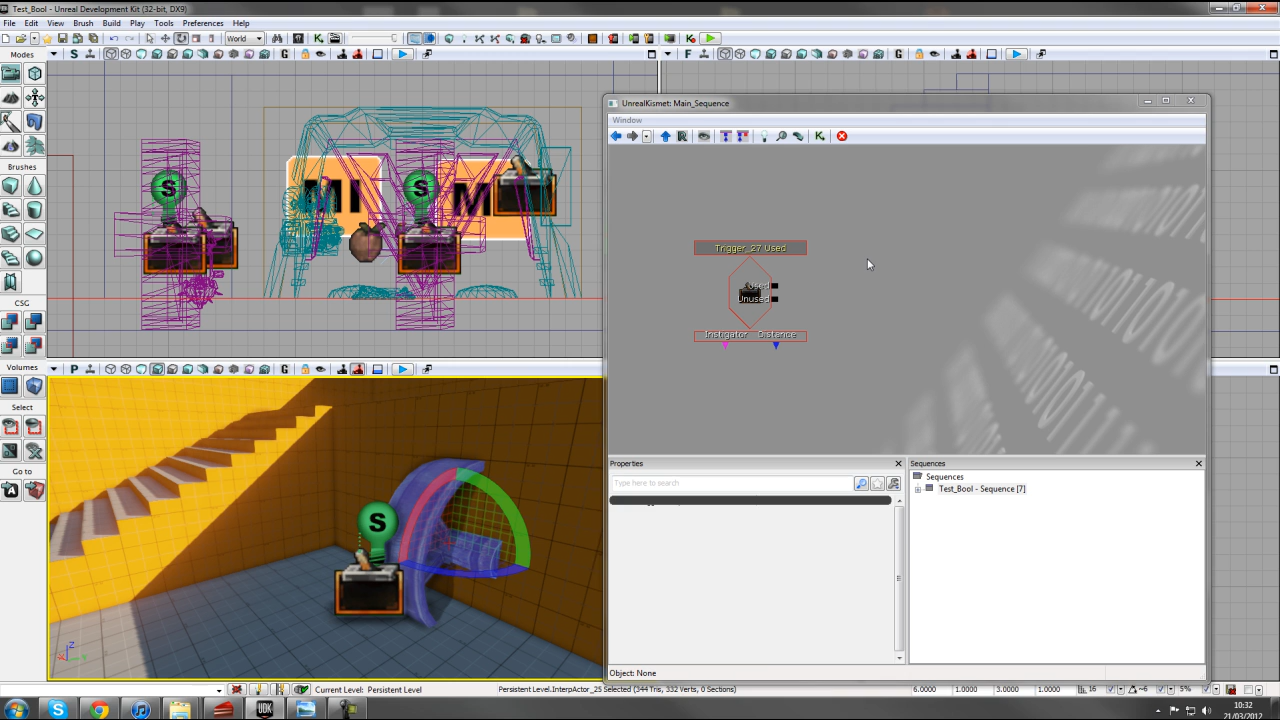 Test_Bool - Unreal Development Kit (32-bit, DX9)
File Edit View Brush Build Play Tools Preferences Help
World
Modes
S
G
F
G
UnrealKismet: Main_Sequence
Window
S
MI
S
M
Brushes
Trigger_27 Used
Used
Unused
Instigator Distance
CSG
Volumes
P
G
Select
Go to
S
Properties
Sequences
Type here to search
Sequences
Test_Bool - Sequence [7]
Z
X
Object: None
Current Level: Persistent Level
Persistent Level.InterpActor_25 Selected (344 Tris, 332 Verts, 0 Sections)
6.0000 1.0000 3.0000 1.0000 16 ~6 5%
UDK
10:32
21/03/2012